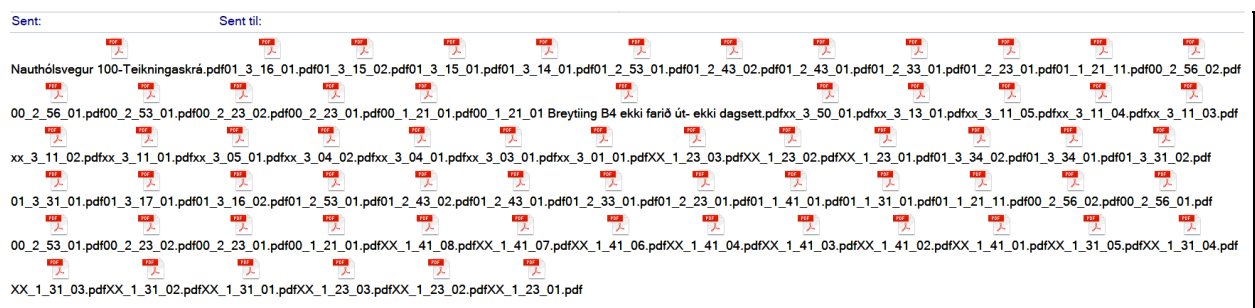 Sent: Sent til:
Nauthólsvegur 100-Teikningaskrá.pdf01_3_16_01.pdf01_3_15_02.pdf01_3_15_01.pdf01_3_14_01.pdf01_2_53_01.pdf01_2_43_02.pdf01_2_43_01.pdf01_2_33_01.pdf01_2_23_01.pdf01_1_21_11.pdf00_2_56_02.pdf
00_2_56_01.pdf00_2_53_01.pdf00_2_23_02.pdf00_2_23_01.pdf00_1_21_01.pdf00_1_21_01 Breytiing B4 ekki farið út- ekki dagsett.pdfxx_3_50_01.pdfxx_3_13_01.pdfxx_3_11_05.pdfxx_3_11_04.pdfxx_3_11_03.pdf
xx_3_11_02.pdfxx_3_11_01.pdfxx_3_05_01.pdfxx_3_04_02.pdfxx_3_04_01.pdfxx_3_03_01.pdfxx_3_01_01.pdfXX_1_23_03.pdfXX_1_23_02.pdfXX_1_23_01.pdf01_3_34_02.pdf01_3_34_01.pdf01_3_31_02.pdf
01_3_31_01.pdf01_3_17_01.pdf01_3_16_02.pdf01_2_53_01.pdf01_2_43_02.pdf01_2_43_01.pdf01_2_33_01.pdf01_2_23_01.pdf01_1_41_01.pdf01_1_31_01.pdf01_1_21_11.pdf00_2_56_02.pdf00_2_56_01.pdf
00_2_53_01.pdf00_2_23_02.pdf00_2_23_01.pdf00_1_21_01.pdfXX_1_41_08.pdfXX_1_41_07.pdfXX_1_41_06.pdfXX_1_41_04.pdfXX_1_41_03.pdfXX_1_41_02.pdfXX_1_41_01.pdfXX_1_31_05.pdfXX_1_31_04.pdf
XX_1_31_03.pdfXX_1_31_02.pdfXX_1_31_01.pdfXX_1_23_03.pdfXX_1_23_02.pdfXX_1_23_01.pdf